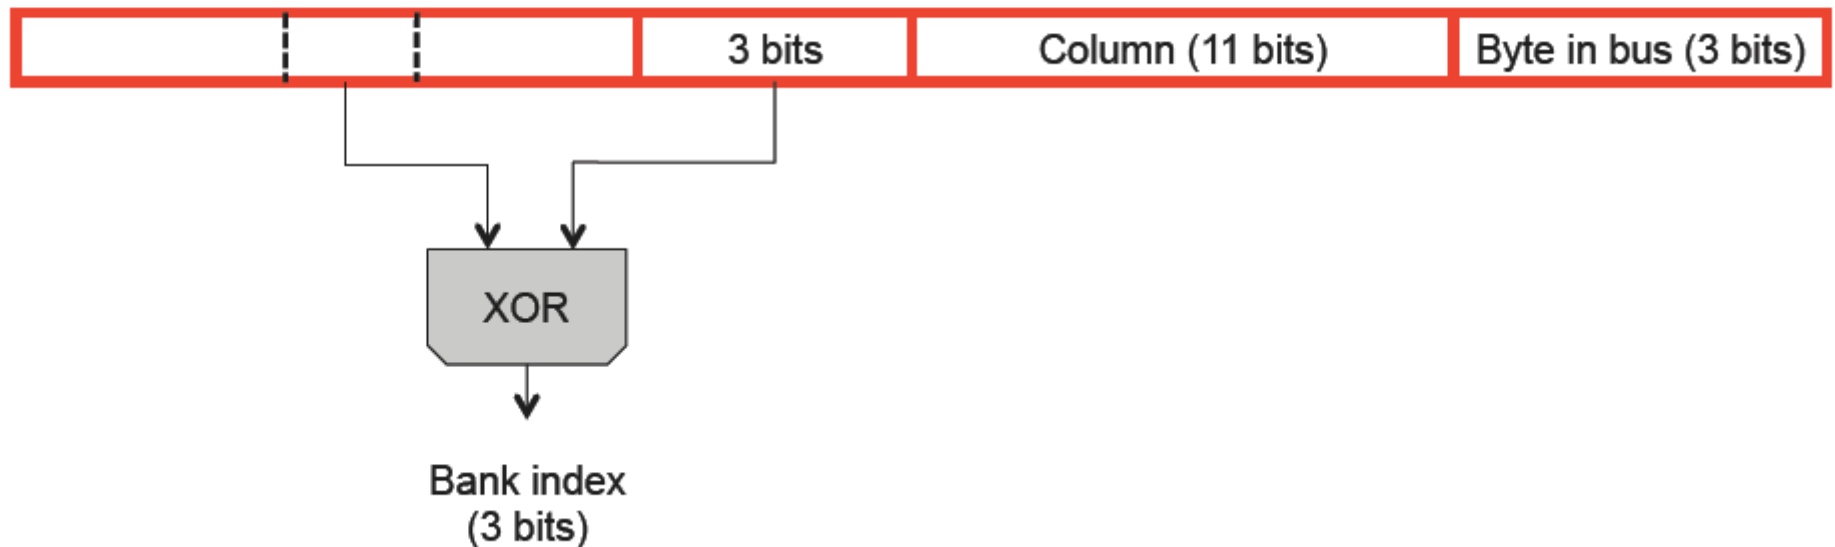 3 bits
Column (11 bits)
Byte in bus (3 bits)
XOR
Bank index
(3 bits)